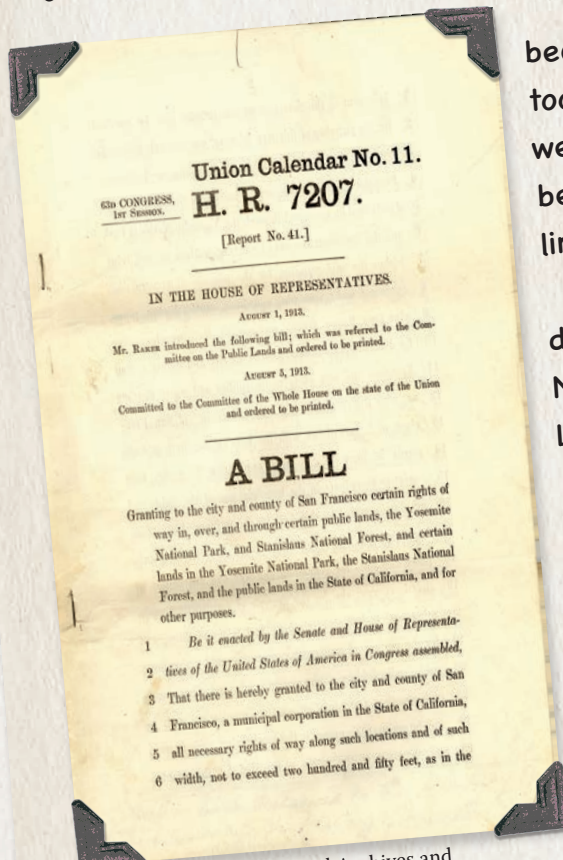 Union Calendar No. 11.
63D CONGRESS,
1ST SESSION.
H. R. 7207.
[Report No. 41.]
IN THE HOUSE OF REPRESENTATIVES.
AUGUST 1, 1913.
Mr. RAKER introduced the following bill; which was referred to the Com-
mittee on the Public Lands and ordered to be printed.
AUGUST 5, 1913.
Committed to the Committee of the Whole House on the state of the Union
and ordered to be printed.
A BILL
Granting to the city and county of San Francisco certain rights of
way in, over, and through certain public lands, the Yosemite
National Park, and Stanislaus National Forest, and certain
lands in the Yosemite National Park, the Stanislaus National
Forest, and the public lands in the State of California, and for
other purposes.
1 Be it enacted by the Senate and House of Representa-
2 tives of the United States of America in Congress assembled,
3 That there is hereby granted to the city and county of San
4 Francisco, a municipal corporation in the State of California,
5 all necessary rights of way along such locations and of such
6 width, not to exceed two hundred and fifty feet, as in the
and